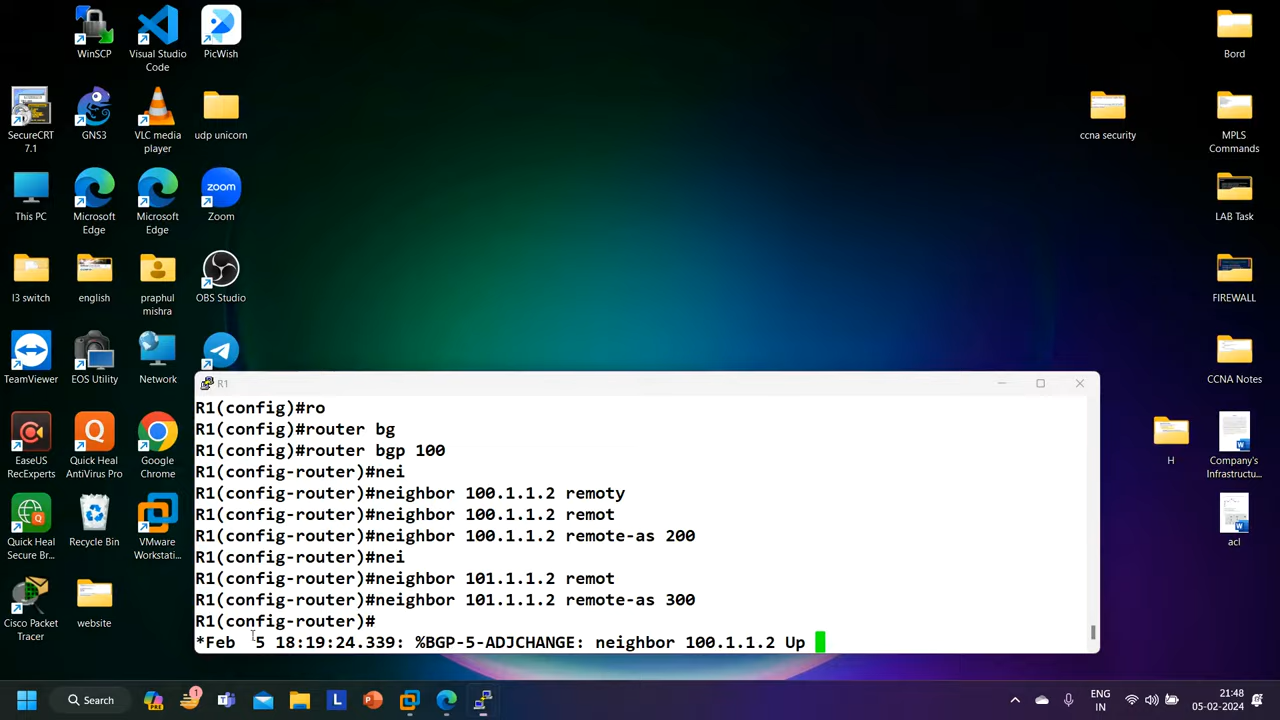 WinSCP
Visual Studio
Code
PicWish
SecureCRT
7.1
GNS3
VLC media
player
udp unicorn
This PC
Microsoft
Edge
Microsoft
Edge
zoom
Zoom
l3 switch
english
praphul
mishra
OBS Studio
TeamViewer
EOS Utility
Network
EaseUS
RecExperts
Quick Heal
AntiVirus Pro
Google
Chrome
Quick Heal
Secure Br...
Recycle Bin
VMware
Workstati...
Cisco Packet
Tracer
website
Bord
ccna security
MPLS
Commands
LAB Task
FIREWALL
CCNA Notes
H
Company's
Infrastructu...
acl
R1
R1(config)#ro
R1(config)#router bg
R1(config)#router bgp 100
R1(config-router)#nei
R1(config-router)#neighbor 100.1.1.2 remoty
R1(config-router)#neighbor 100.1.1.2 remot
R1(config-router)#neighbor 100.1.1.2 remote-as 200
R1(config-router)#nei
R1(config-router)#neighbor 101.1.1.2 remot
R1(config-router)#neighbor 101.1.1.2 remote-as 300
R1(config-router)#
*Feb  5 18:19:24.339: %BGP-5-ADJCHANGE: neighbor 100.1.1.2 Up
Search
PRE
1
L
ENG
IN
21:48
05-02-2024